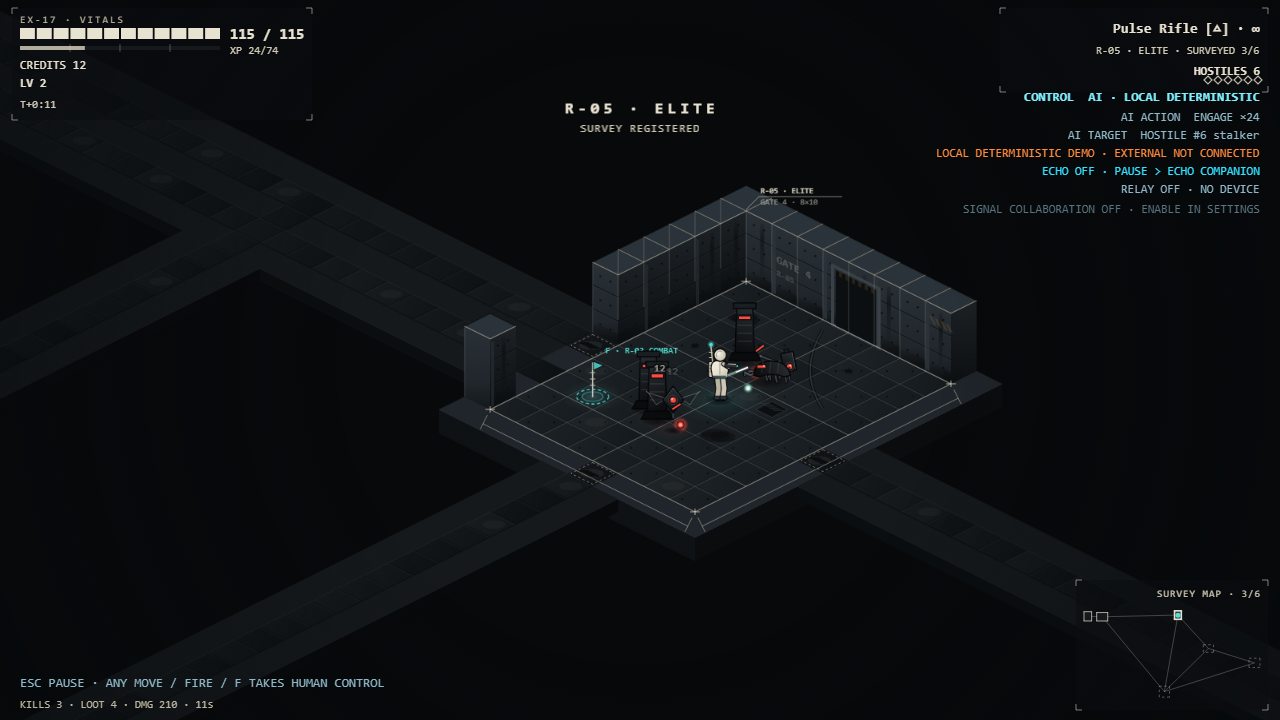 EX-17 · VITALS
115 / 115
XP 24/74
CREDITS 12
LV 2
T+0:11
Pulse Rifle [△] · ∞
R-05 · ELITE · SURVEYED 3/6
HOSTILES 6
CONTROL AI · LOCAL DETERMINISTIC
AI ACTION ENGAGE ×24
AI TARGET HOSTILE #6 stalker
LOCAL DETERMINISTIC DEMO · EXTERNAL NOT CONNECTED
ECHO OFF · PAUSE > ECHO COMPANION
RELAY OFF · NO DEVICE
SIGNAL COLLABORATION OFF · ENABLE IN SETTINGS
R-05 · ELITE
SURVEY REGISTERED
R-05 · ELITE
GATE 4 · 8×10
GATE 4
R-05
F · R-02 COMBAT
12
12
SURVEY MAP · 3/6
ESC PAUSE · ANY MOVE / FIRE / F TAKES HUMAN CONTROL
KILLS 3 · LOOT 4 · DMG 210 · 11s